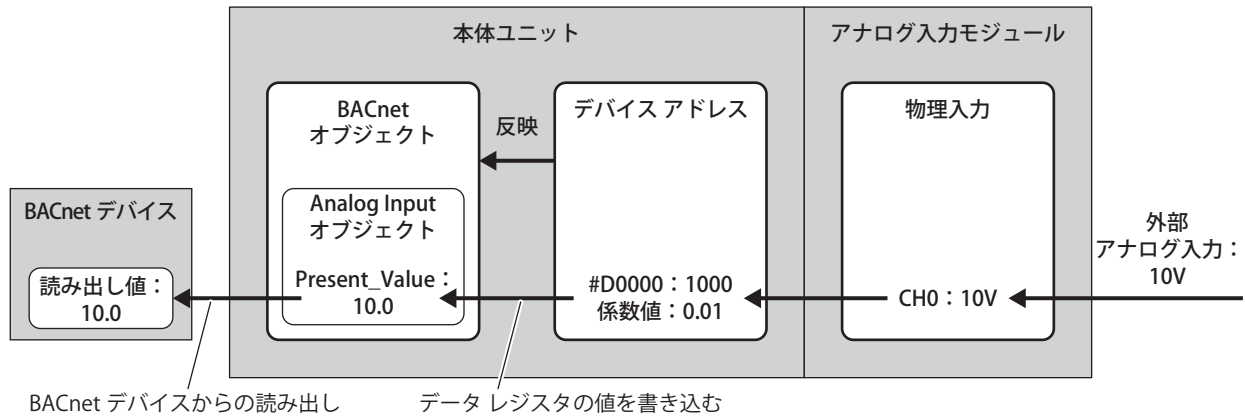 本体ユニット
アナログ入力モジュール
BACnet
オブジェクト
反映
デバイス アドレス
物理入力
BACnet デバイス
Analog Input
オブジェクト
外部
アナログ入力：
10V
読み出し値：
10.0
Present_Value：
10.0
#D0000：1000
係数値：0.01
CH0：10V
BACnet デバイスからの読み出し
データ レジスタの値を書き込む